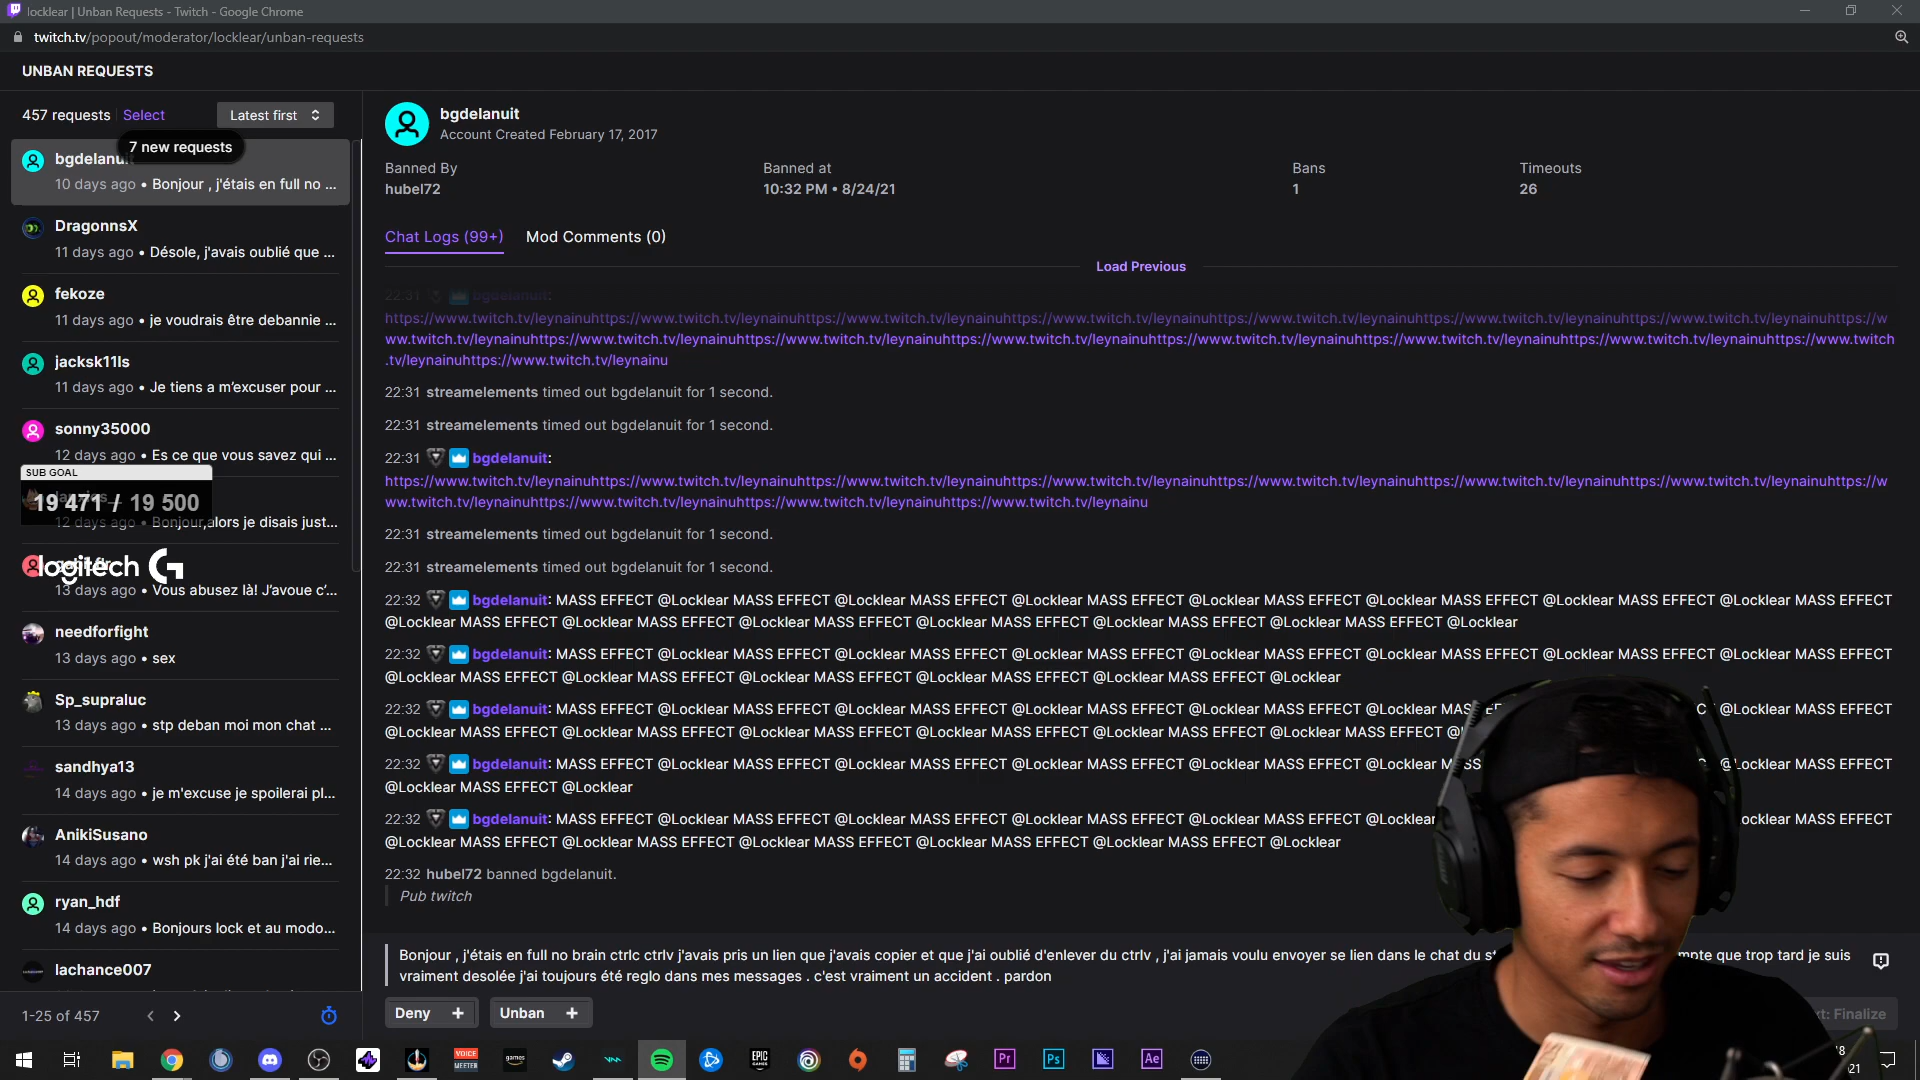 locklear | Unban Requests - Twitch - Google Chrome
twitch.tv/popout/moderator/locklear/unban-requests
UNBAN REQUESTS
457 requests Select Latest first
7 new requests
bgdelanuit
10 days ago • Bonjour , j'étais en full no ...
DragonnsX
11 days ago • Désole, j'avais oublié que ...
fekoze
11 days ago • je voudrais être debannie ...
jacksk11ls
11 days ago • Je tiens a m’excuser pour ...
sonny35000
12 days ago • Es ce que vous savez qui ...
SUB GOAL
19 471 / 19 500
12 days ago • Bonjour,alors je disais just...
logitech G
13 days ago • Vous abusez là! J’avoue c’...
needforfight
13 days ago • sex
Sp_supraluc
13 days ago • stp deban moi mon chat ...
sandhya13
14 days ago • je m'excuse je spoilerai pl...
AnikiSusano
14 days ago • wsh pk j'ai été ban j'ai rie...
ryan_hdf
14 days ago • Bonjours lock et au modo...
lachance007
1-25 of 457
bgdelanuit
Account Created February 17, 2017
Banned By Banned at Bans Timeouts
hubel72 10:32 PM • 8/24/21 1 26
Chat Logs (99+) Mod Comments (0)
Load Previous
22:31 bgdelanuit:
https://www.twitch.tv/leynainuhttps://www.twitch.tv/leynainuhttps://www.twitch.tv/leynainuhttps://www.twitch.tv/leynainuhttps://www.twitch.tv/leynainuhttps://www.twitch.tv/leynainuhttps://www.twitch.tv/leynainuhttps://w
ww.twitch.tv/leynainuhttps://www.twitch.tv/leynainuhttps://www.twitch.tv/leynainuhttps://www.twitch.tv/leynainuhttps://www.twitch.tv/leynainuhttps://www.twitch.tv/leynainuhttps://www.twitch.tv/leynainuhttps://www.twitch
.tv/leynainuhttps://www.twitch.tv/leynainu
22:31 streamelements timed out bgdelanuit for 1 second.
22:31 streamelements timed out bgdelanuit for 1 second.
22:31 bgdelanuit:
https://www.twitch.tv/leynainuhttps://www.twitch.tv/leynainuhttps://www.twitch.tv/leynainuhttps://www.twitch.tv/leynainuhttps://www.twitch.tv/leynainuhttps://www.twitch.tv/leynainuhttps://www.twitch.tv/leynainuhttps://w
ww.twitch.tv/leynainuhttps://www.twitch.tv/leynainuhttps://www.twitch.tv/leynainuhttps://www.twitch.tv/leynainu
22:31 streamelements timed out bgdelanuit for 1 second.
22:31 streamelements timed out bgdelanuit for 1 second.
22:32 bgdelanuit: MASS EFFECT @Locklear MASS EFFECT @Locklear MASS EFFECT @Locklear MASS EFFECT @Locklear MASS EFFECT @Locklear MASS EFFECT @Locklear MASS EFFECT @Locklear MASS EFFECT
@Locklear MASS EFFECT @Locklear MASS EFFECT @Locklear MASS EFFECT @Locklear MASS EFFECT @Locklear MASS EFFECT @Locklear MASS EFFECT @Locklear
22:32 bgdelanuit: MASS EFFECT @Locklear MASS EFFECT @Locklear MASS EFFECT @Locklear MASS EFFECT @Locklear MASS EFFECT @Locklear MASS EFFECT @Locklear MASS EFFECT @Locklear MASS EFFECT
@Locklear MASS EFFECT @Locklear MASS EFFECT @Locklear MASS EFFECT @Locklear MASS EFFECT @Locklear MASS EFFECT @Locklear
22:32 bgdelanuit: MASS EFFECT @Locklear MASS EFFECT @Locklear MASS EFFECT @Locklear MASS EFFECT @Locklear MASS EFFECT @Locklear MASS @Locklear MASS EFFECT
@Locklear MASS EFFECT @Locklear MASS EFFECT @Locklear MASS EFFECT @Locklear MASS EFFECT @Locklear MASS EFFECT
22:32 bgdelanuit: MASS EFFECT @Locklear MASS EFFECT @Locklear MASS EFFECT @Locklear MASS EFFECT @Locklear MASS EFFECT @Locklear @Locklear MASS EFFECT
@Locklear MASS EFFECT @Locklear
22:32 bgdelanuit: MASS EFFECT @Locklear MASS EFFECT @Locklear MASS EFFECT @Locklear MASS EFFECT @Locklear MASS EFFECT @Locklear MASS EFFECT
@Locklear MASS EFFECT @Locklear MASS EFFECT @Locklear MASS EFFECT @Locklear MASS EFFECT @Locklear MASS EFFECT @Locklear
22:32 hubel72 banned bgdelanuit.
Pub twitch
Bonjour , j'étais en full no brain ctrlc ctrlv j'avais pris un lien que j'avais copier et que j'ai oublié d'enlever du ctrlv , j'ai jamais voulu envoyer se lien dans le chat du que trop tard je suis
vraiment desolée j'ai toujours été reglo dans mes messages . c'est vraiment un accident . pardon
Deny + Unban + Finalize
VOICE MEETER games EPIC GAMES Pr Ps Ae